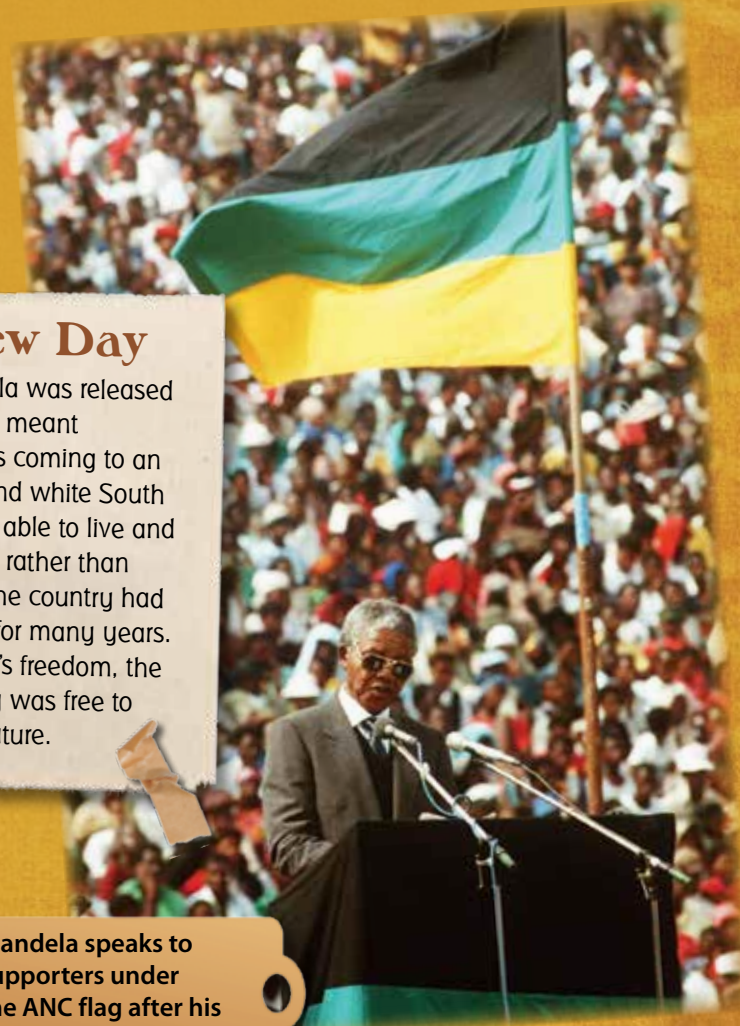 ew Day
la was released
meant
s coming to an
nd white South
able to live and
rather than
he country had
for many years.
's freedom, the
g was free to
ture.
andela speaks to
upporters under
he ANC flag after his